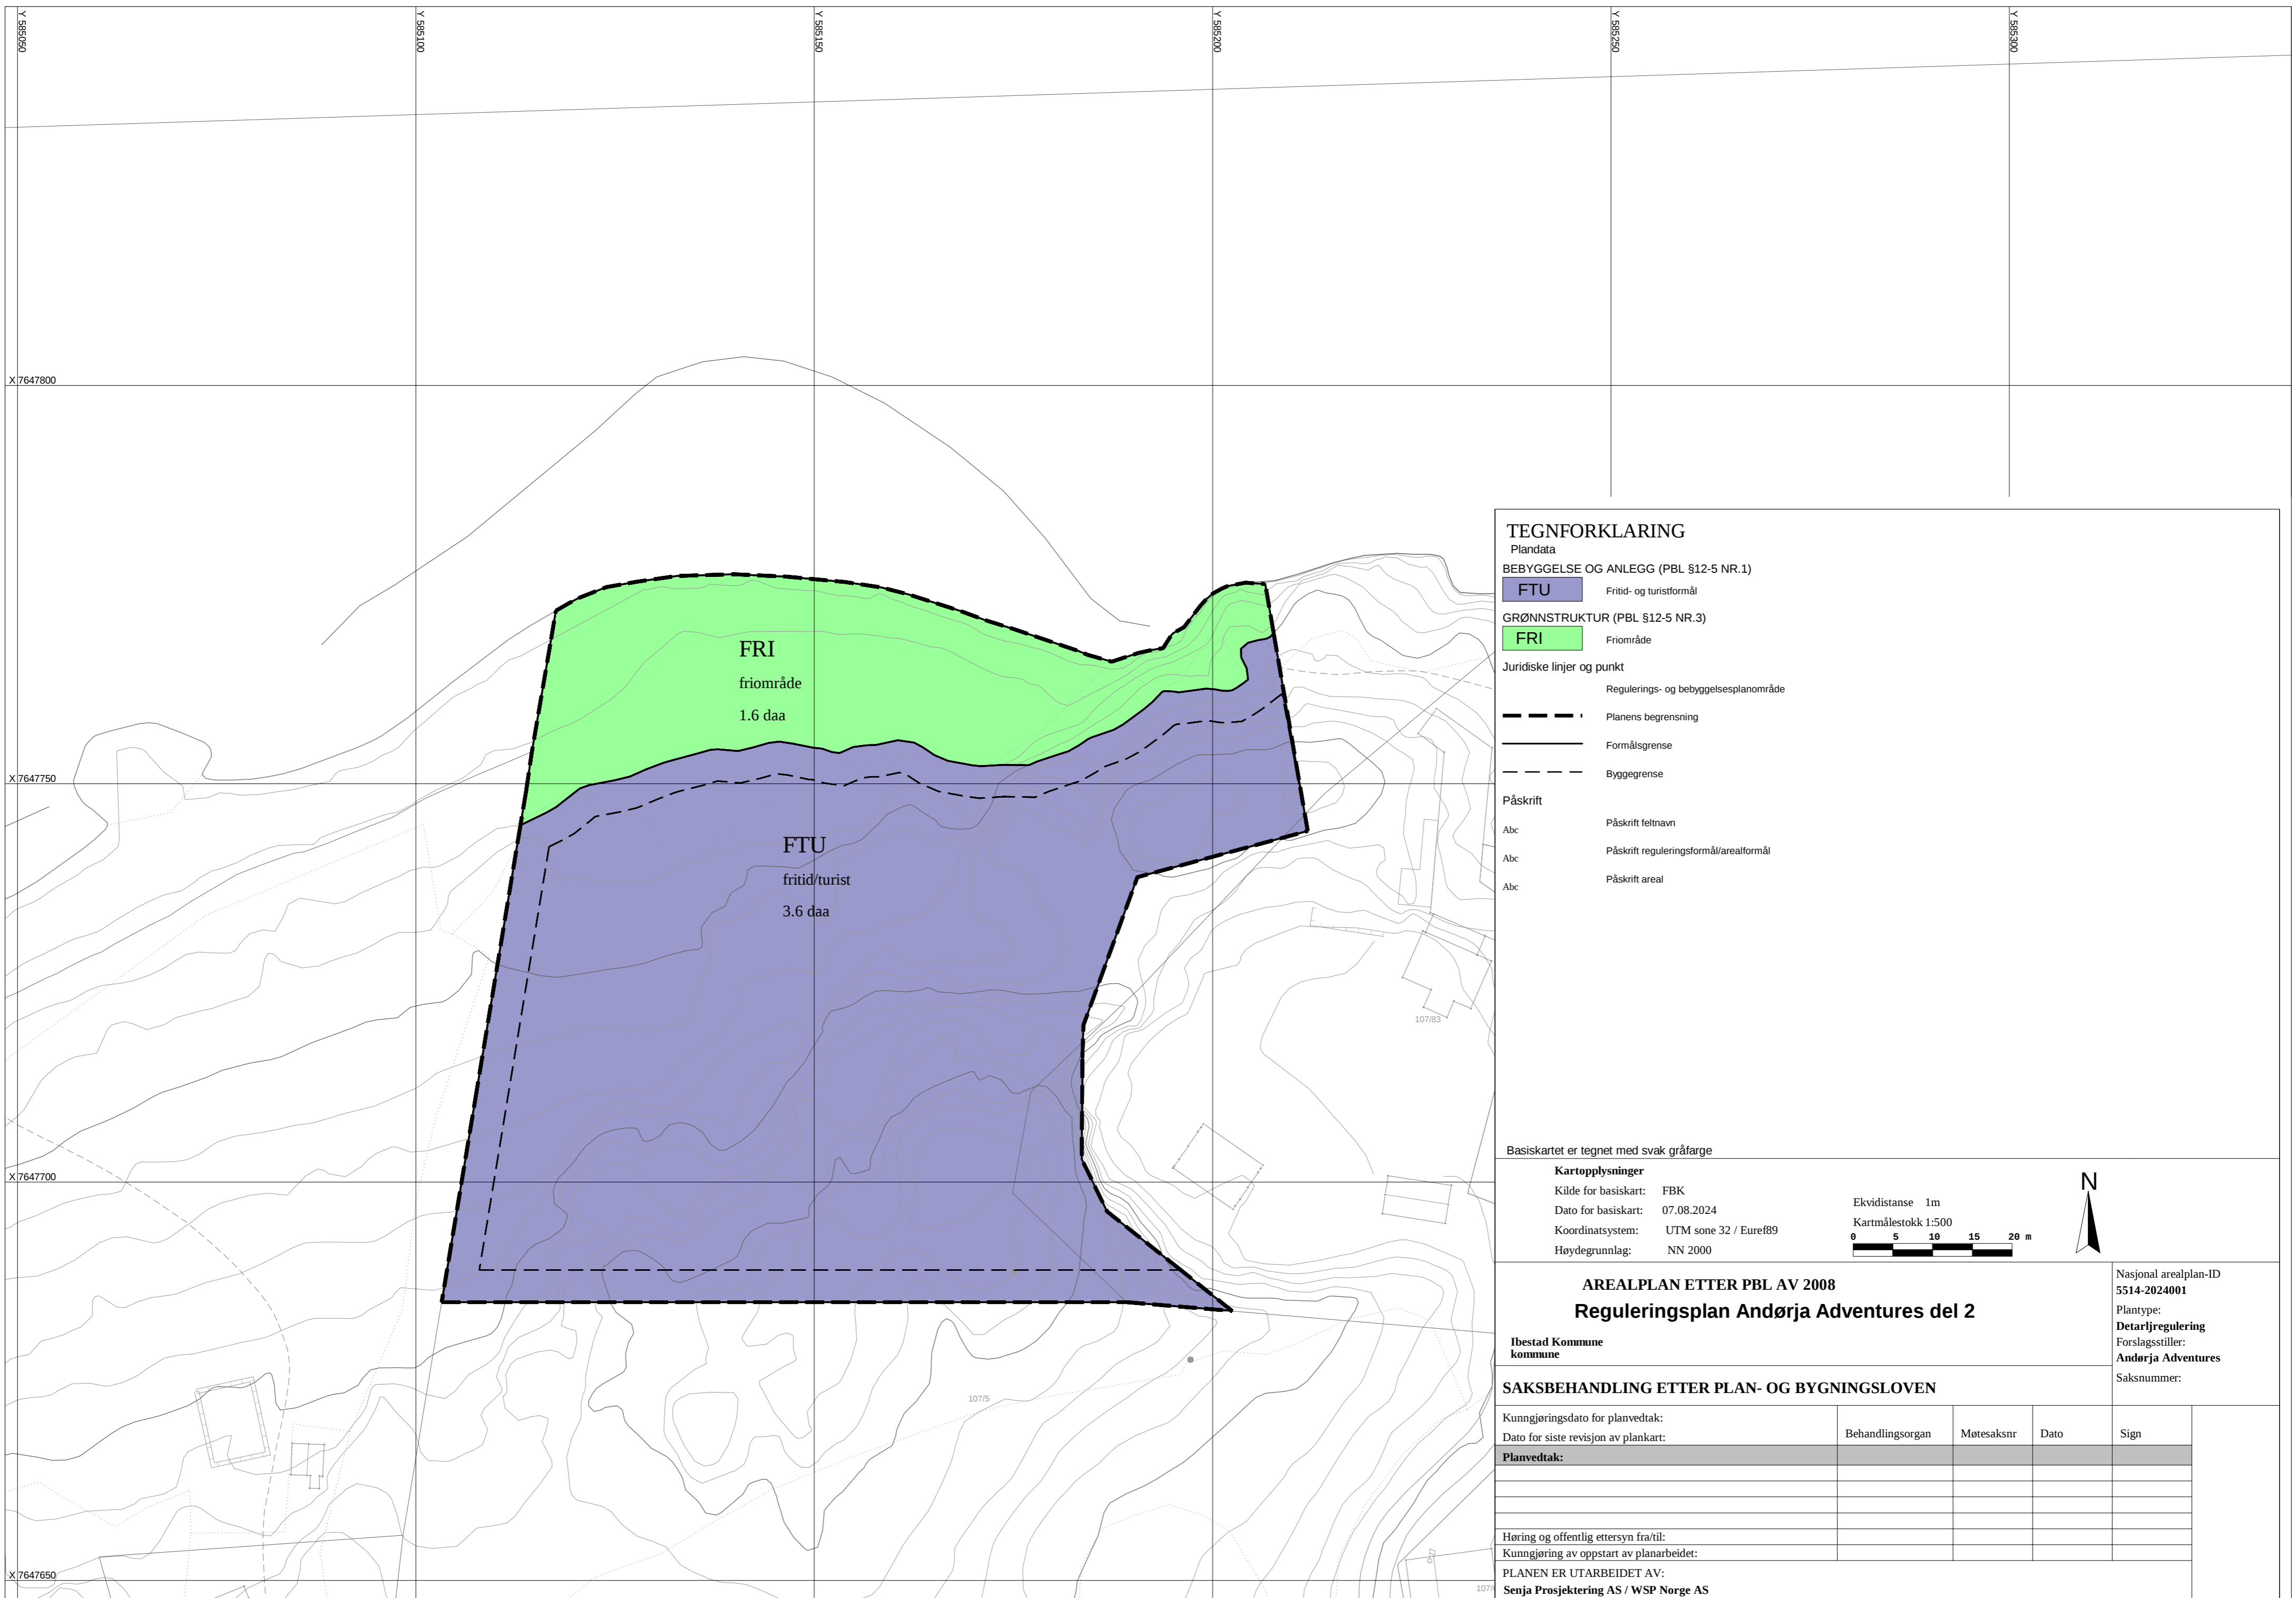 Y 585050
Y 585100
Y 585150
Y 585200
Y 585250
Y 585300
X 7647800
X 7647750
X 7647700
X 7647650
FRI
friområde
1.6 daa
FTU
fritid/turist
3.6 daa
107/83
107/5
TEGNFORKLARING
Plandata
BEBYGGELSE OG ANLEGG (PBL §12-5 NR.1)
FTU Fritid- og turistformål
GRØNNSTRUKTUR (PBL §12-5 NR.3)
FRI Friområde
Juridiske linjer og punkt
Regulerings- og bebyggelsesplanområde
Planens begrensning
Formålsgrense
Byggegrense
Påskrift
Abc Påskrift feltnavn
Abc Påskrift reguleringsformål/arealformål
Abc Påskrift areal
Basiskartet er tegnet med svak gråfarge
Kartopplysninger
Kilde for basiskart: FBK
Dato for basiskart: 07.08.2024
Koordinatsystem: UTM sone 32 / Euref89
Høydegrunnlag: NN 2000
Ekvidistanse 1m
Kartmålestokk 1:500
0 5 10 15 20 m
N
AREALPLAN ETTER PBL AV 2008
Reguleringsplan Andørja Adventures del 2
Ibestad Kommune
kommune
Nasjonal arealplan-ID
5514-2024001
Plantype:
Detarljregulering
Forslagsstiller:
Andørja Adventures
Saksnummer:
SAKSBEHANDLING ETTER PLAN- OG BYGNINGSLOVEN
Kunngjøringsdato for planvedtak:
Dato for siste revisjon av plankart:
Behandlingsorgan Møtesaksnr Dato Sign
Planvedtak:
Høring og offentlig ettersyn fra/til:
Kunngjøring av oppstart av planarbeidet:
PLANEN ER UTARBEIDET AV:
Senja Prosjektering AS / WSP Norge AS